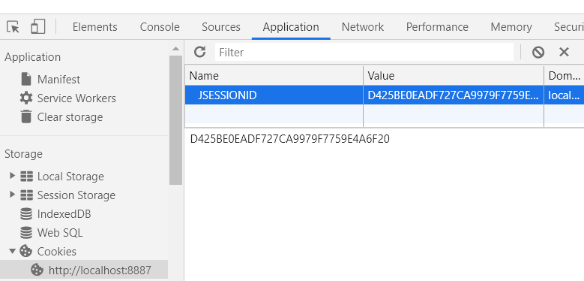 Elements Console Sources Application Network Performance Memory Securi
Application
Manifest
Service Workers
Clear storage
Storage
Local Storage
Session Storage
IndexedDB
Web SQL
Cookies
http://localhost:8887
Filter
Name Value Dom...
JSESSIONID D425BE0EADF727CA9979F7759E... local...
D425BE0EADF727CA9979F7759E4A6F20